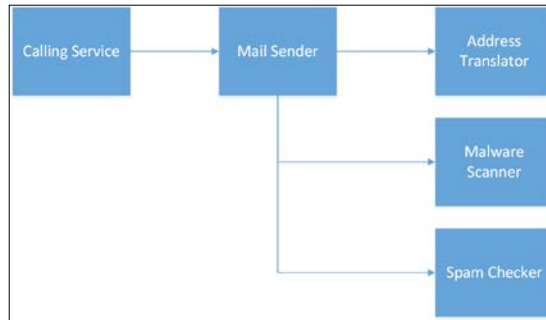 Calling Service
Mail Sender
Address
Translator
Malware
Scanner
Spam Checker